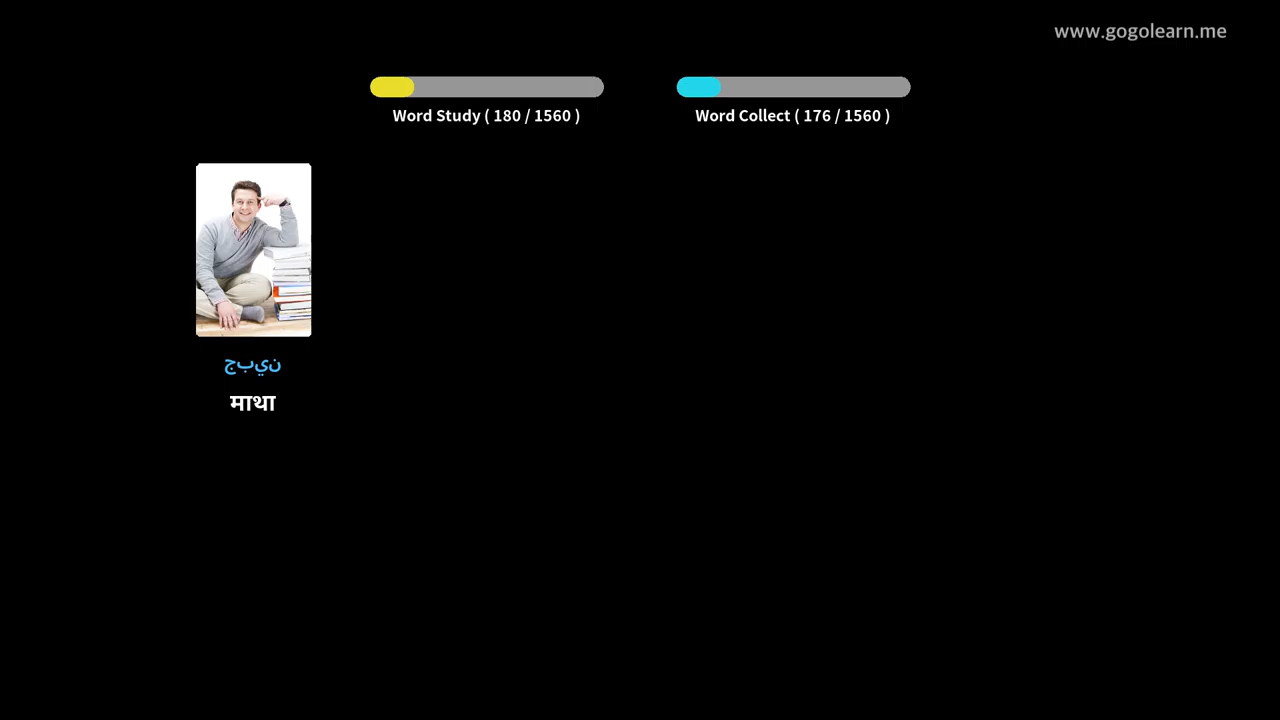 www.gogolearn.me
Word Study ( 180 / 1560 )
Word Collect ( 176 / 1560 )
جبين
माथा